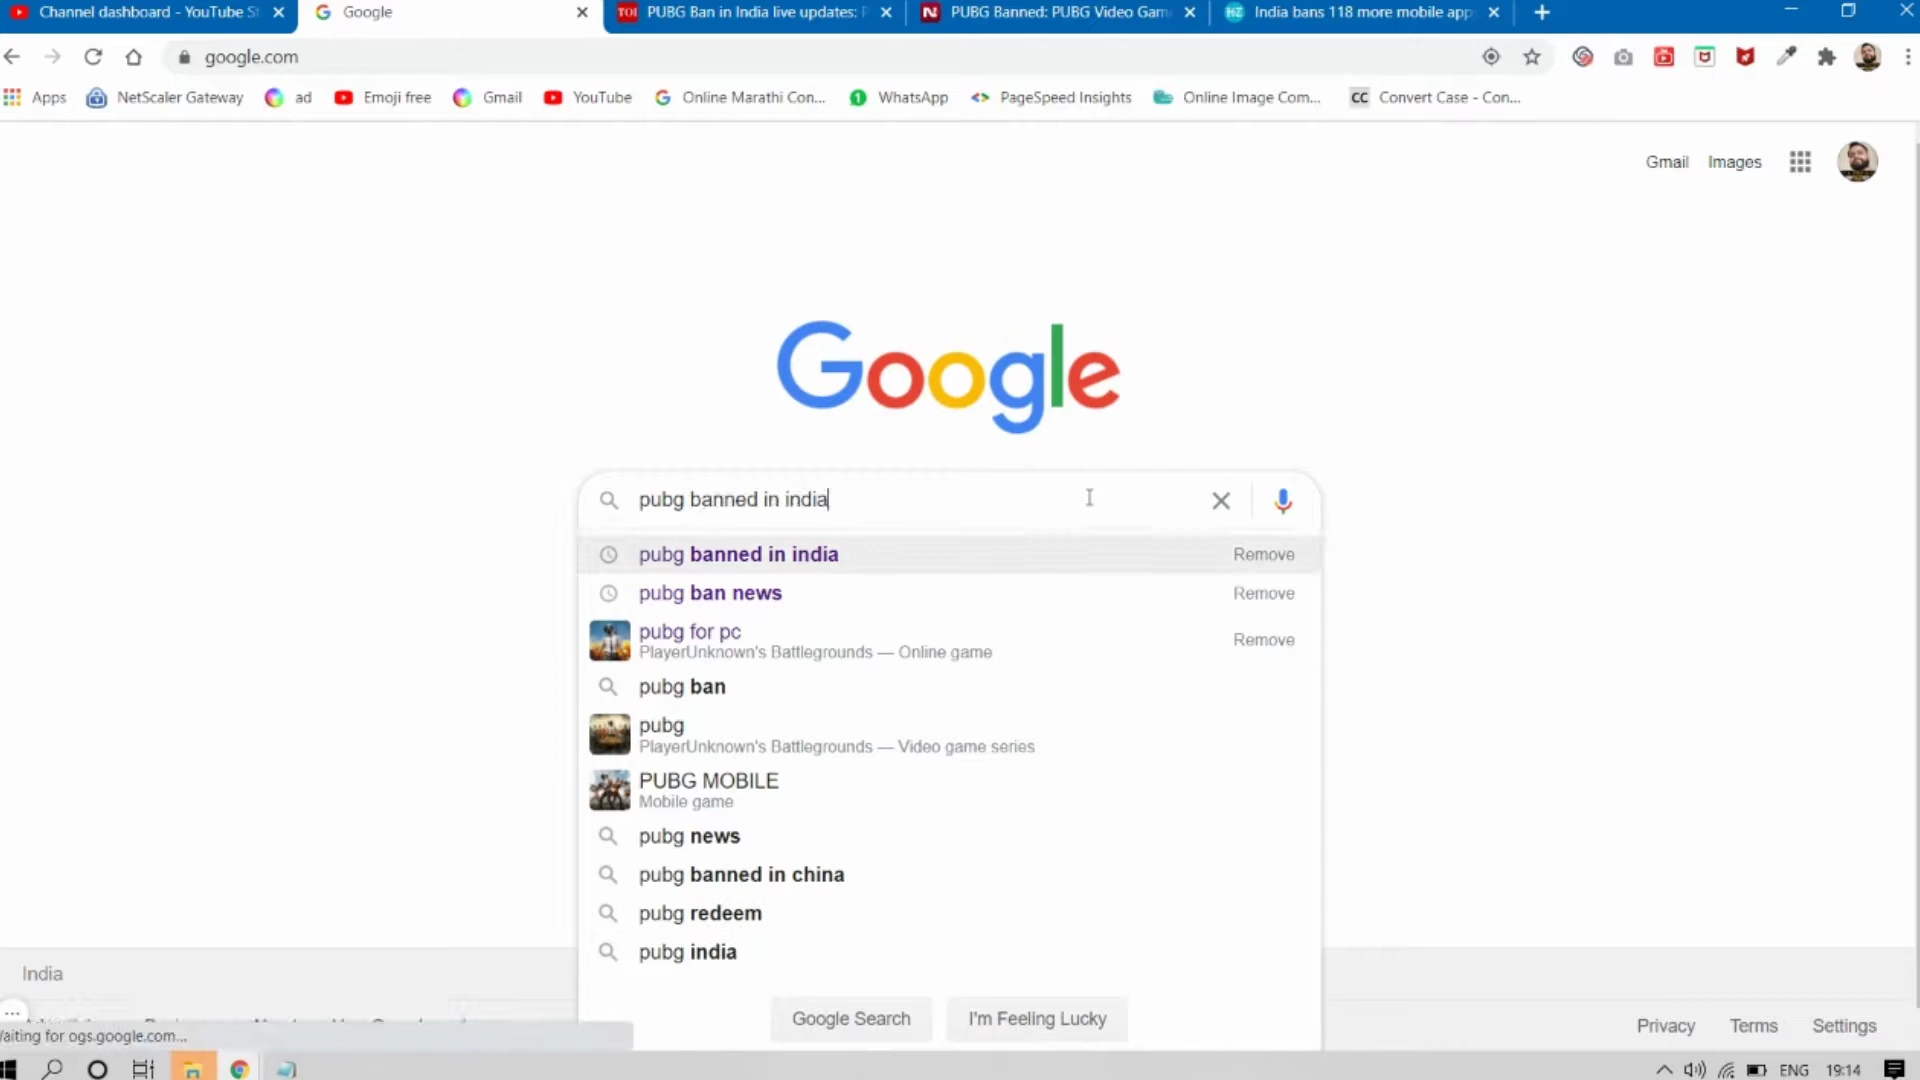 Channel dashboard - YouTube St
Google
TOI PUBG Ban in India live updates: P
N PUBG Banned: PUBG Video Gam
India bans 118 more mobile app
google.com
Apps
NetScaler Gateway
ad
Emoji free
Gmail
YouTube
Online Marathi Con...
1 WhatsApp
PageSpeed Insights
Online Image Com...
CC Convert Case - Con...
Gmail Images
Google
pubg banned in india
pubg banned in india Remove
pubg ban news Remove
pubg for pc
PlayerUnknown's Battlegrounds — Online game Remove
pubg ban
pubg
PlayerUnknown's Battlegrounds — Video game series
PUBG MOBILE
Mobile game
pubg news
pubg banned in china
pubg redeem
pubg india
India
Google Search I'm Feeling Lucky
Privacy Terms Settings
aiting for ogs.google.com...
ENG 19:14